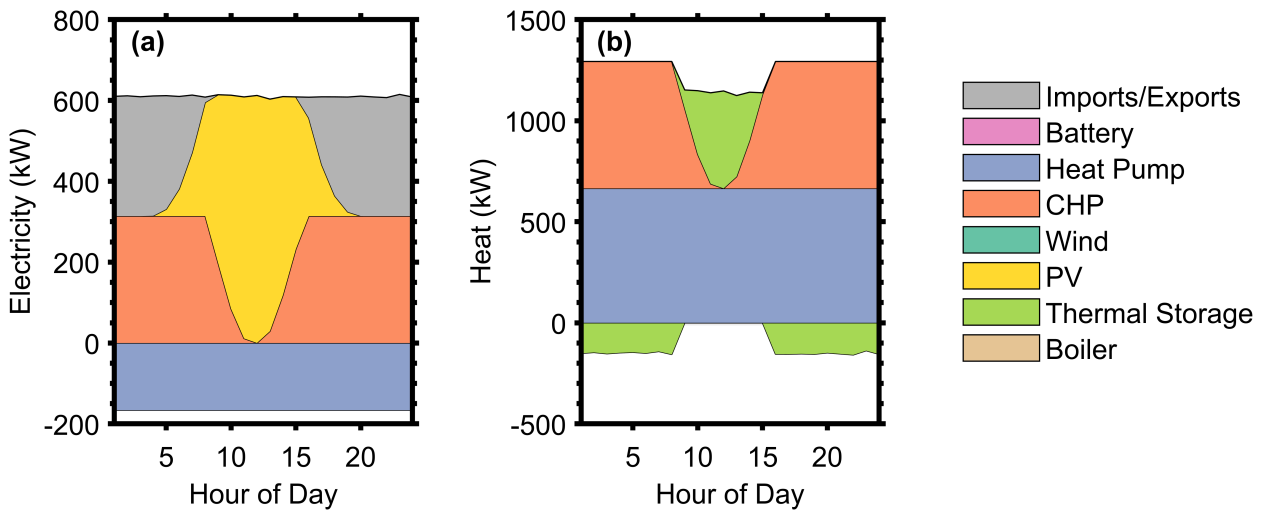 (a)
800
600
400
200
0
-200
Electricity (kW)
5 10 15 20
Hour of Day
(b)
1500
1000
500
0
-500
Heat (kW)
5 10 15 20
Hour of Day
Imports/Exports
Battery
Heat Pump
CHP
Wind
PV
Thermal Storage
Boiler